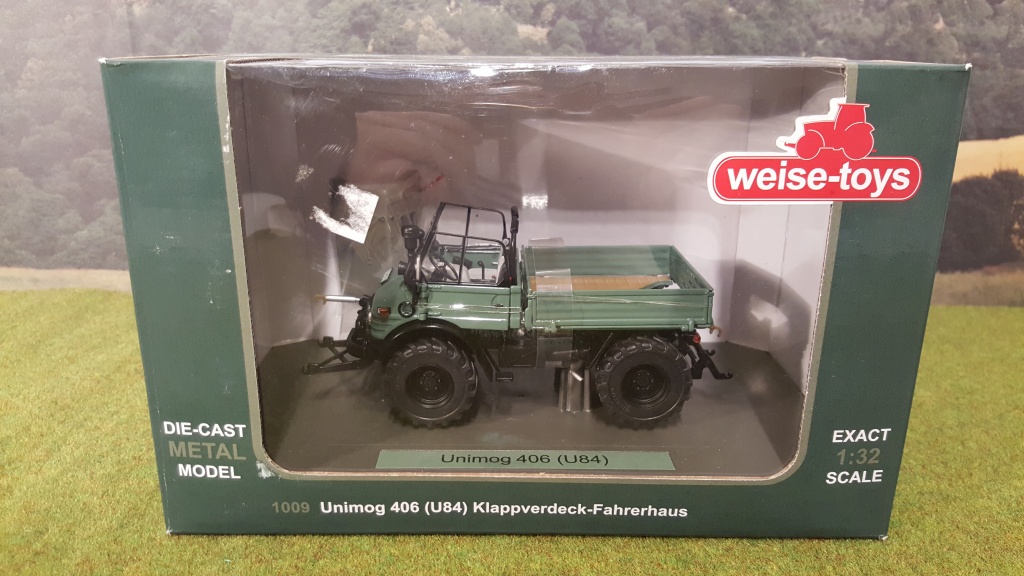 weise-toys
DIE-CAST
METAL
MODEL
EXACT
1:32
SCALE
Unimog 406 (U84)
1009 Unimog 406 (U84) Klappverdeck-Fahrerhaus